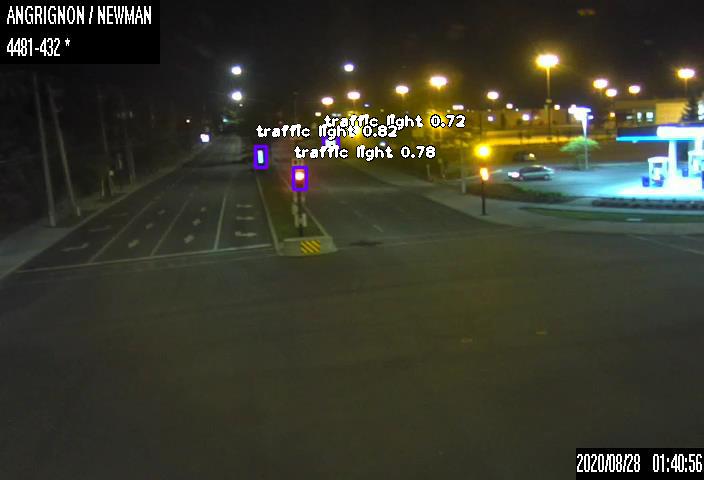 ANGRIGNON / NEWMAN
4481-432 *
traffic light 0.72
traffic light 0.82
traffic light 0.78
2020/08/28 01:40:56